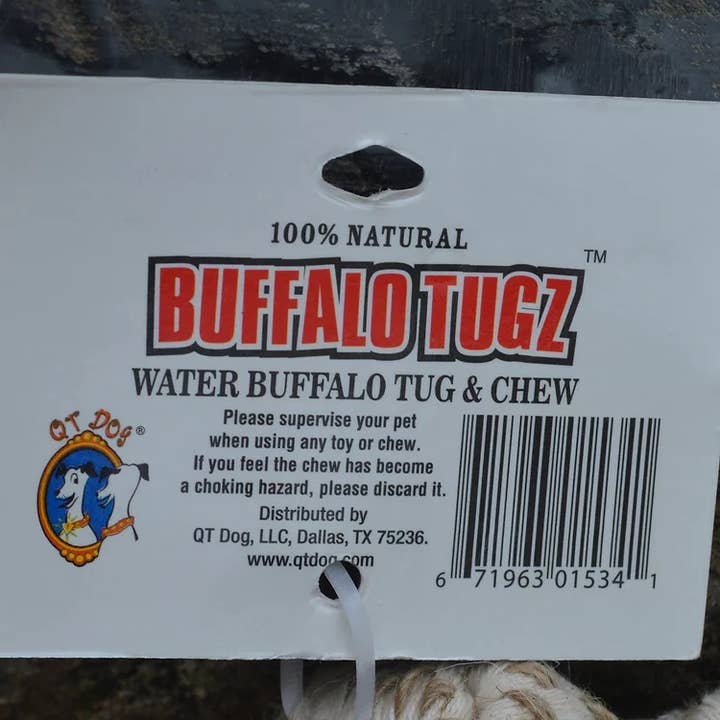 100% NATURAL
BUFFALO TUGZ™
WATER BUFFALO TUG & CHEW
QT DOG®
Please supervise your pet
when using any toy or chew.
If you feel the chew has become
a choking hazard, please discard it.
Distributed by
QT Dog, LLC, Dallas, TX 75236.
www.qtdog.com
6 71963 01534 1